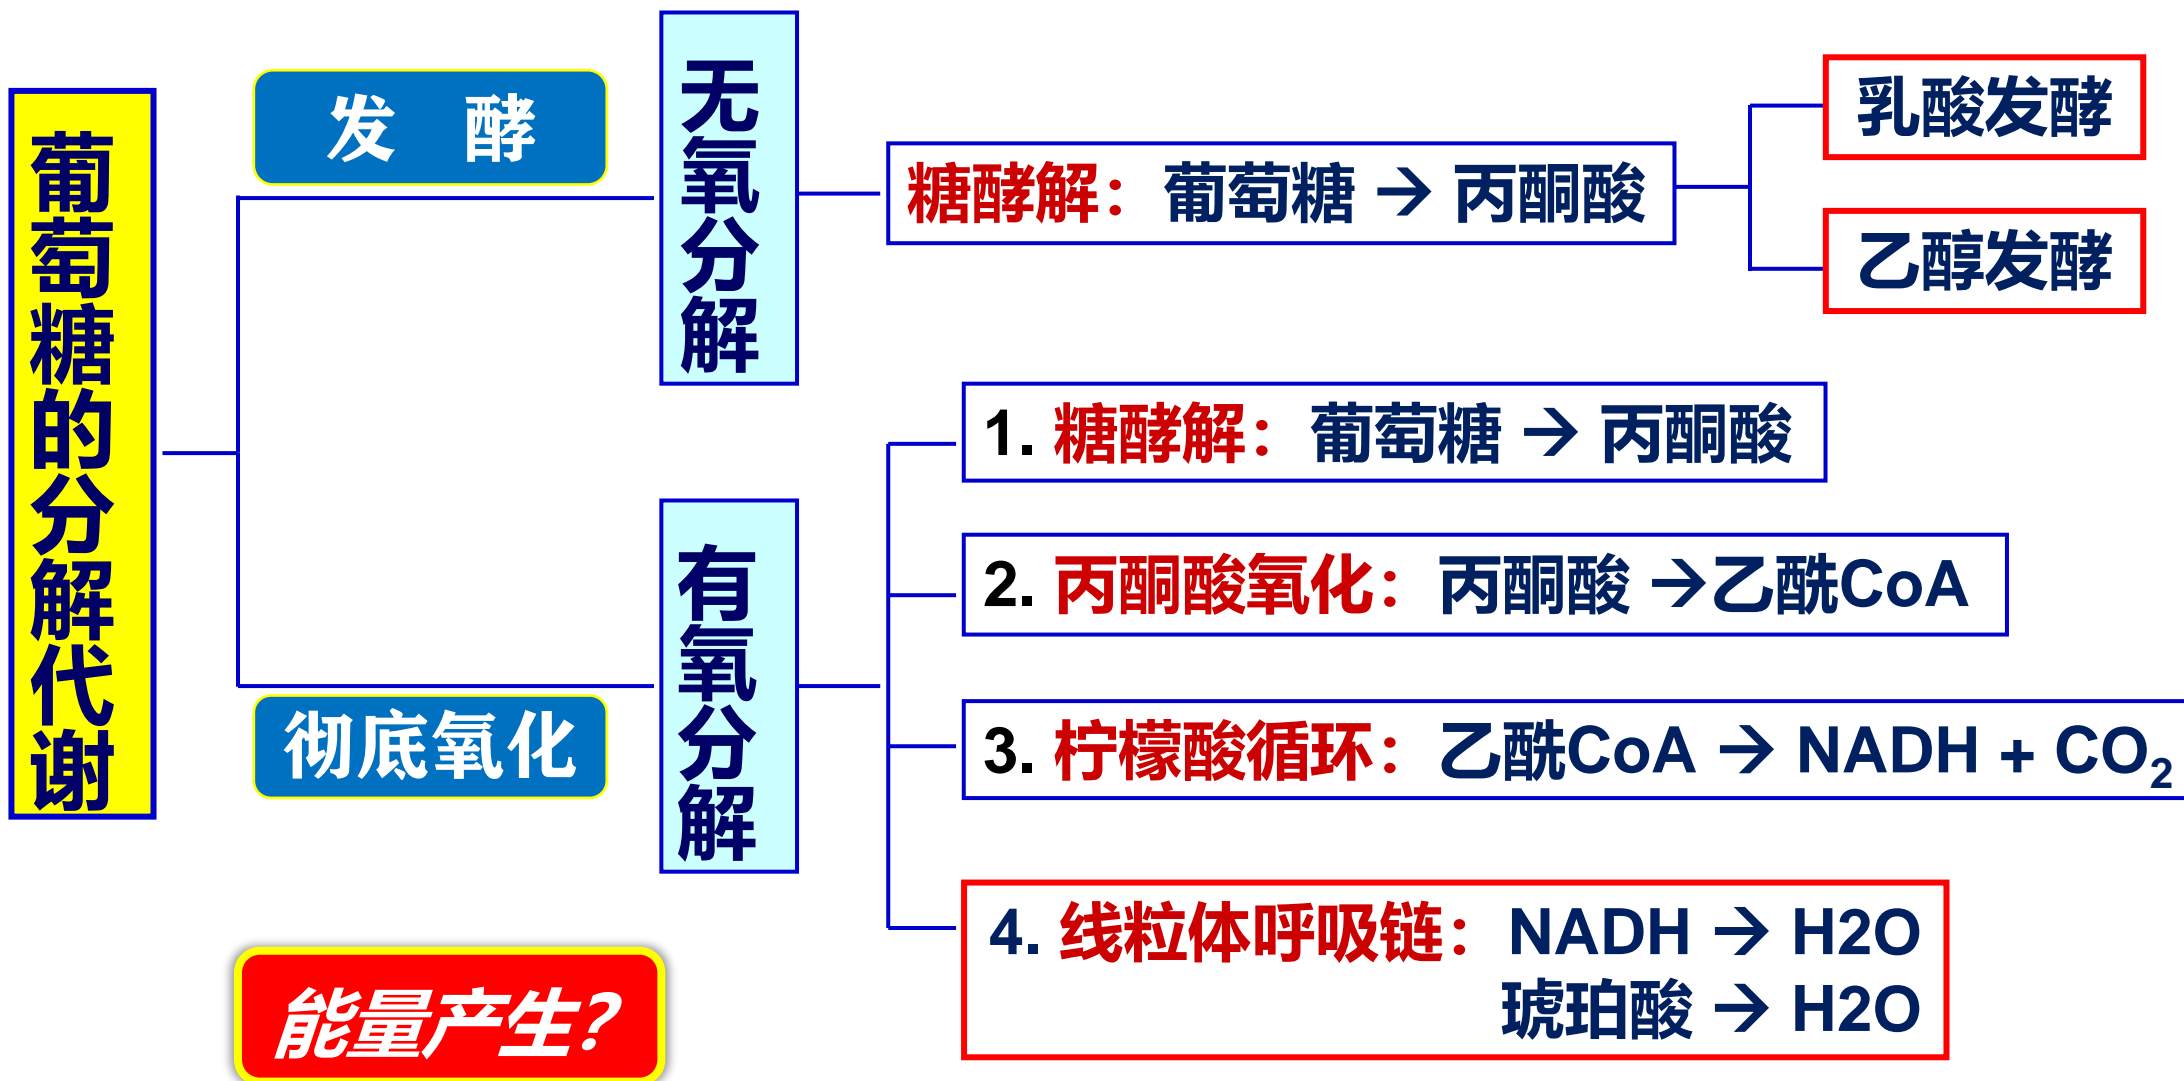 葡萄糖的分解代谢
发 酵
彻底氧化
无氧分解
糖酵解：葡萄糖 → 丙酮酸
乳酸发酵
乙醇发酵
有氧分解
1. 糖酵解：葡萄糖 → 丙酮酸
2. 丙酮酸氧化：丙酮酸 →乙酰CoA
3. 柠檬酸循环：乙酰CoA → NADH + CO₂
4. 线粒体呼吸链：NADH → H2O
琥珀酸 → H2O
能量产生?